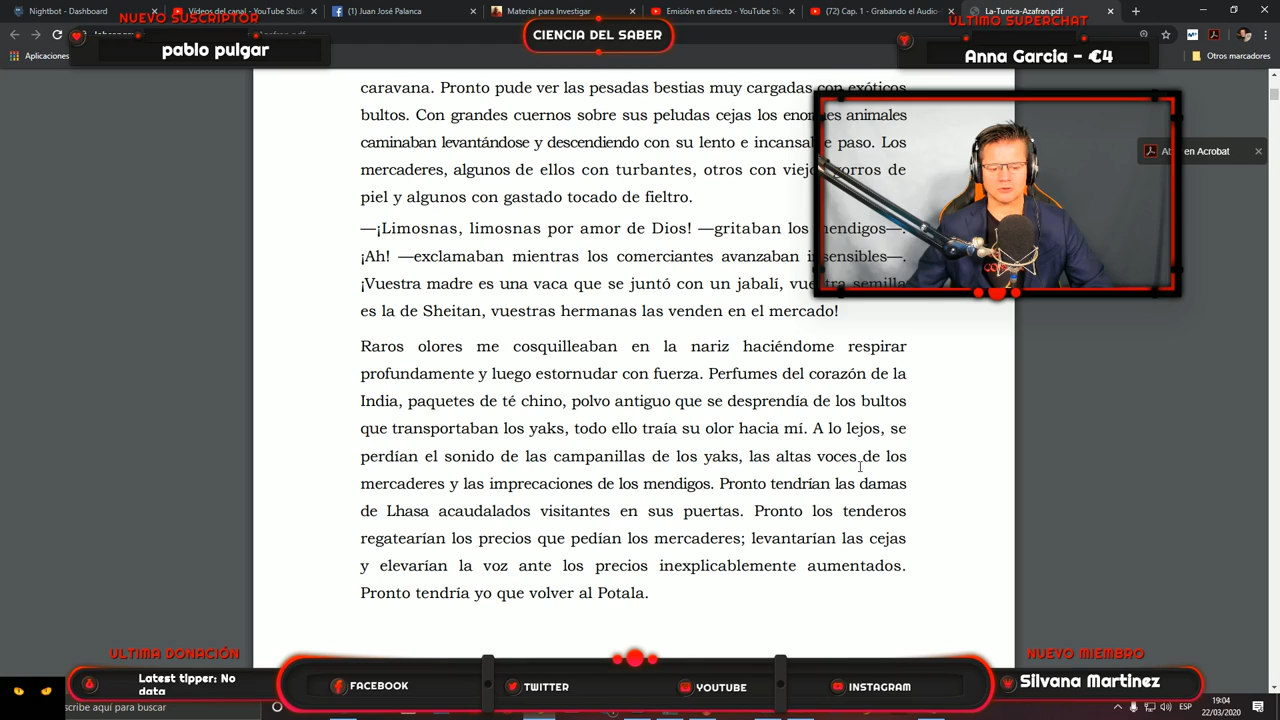 Nightbot - Dashboard
Vídeos del canal - YouTube Studi
(1) Juan José Palanca
Material para Investigar
Emisión en directo - YouTube Stu
(72) Cap. 1 - Grabando el Audio-
La-Tunica-Azafran.pdf
NUEVO SUSCRIPTOR
pablo pulgar
CIENCIA DEL SABER
ÚLTIMO SUPERCHAT
Anna Garcia - €4
Aplicaciones
Otros marcadores
caravana. Pronto pude ver las pesadas bestias muy cargadas con exóticos
bultos. Con grandes cuernos sobre sus peludas cejas los enormes animales
caminaban levantándose y descendiendo con su lento e incansable paso. Los
mercaderes, algunos de ellos con turbantes, otros con viejos gorros de
piel y algunos con gastado tocado de fieltro.
—¡Limosnas, limosnas por amor de Dios! —gritaban los mendigos—.
¡Ah! —exclamaban mientras los comerciantes avanzaban insensibles—.
¡Vuestra madre es una vaca que se juntó con un jabalí, vuestra semilla
es la de Sheitan, vuestras hermanas las venden en el mercado!
Raros olores me cosquilleaban en la nariz haciéndome respirar
profundamente y luego estornudar con fuerza. Perfumes del corazón de la
India, paquetes de té chino, polvo antiguo que se desprendía de los bultos
que transportaban los yaks, todo ello traía su olor hacia mí. A lo lejos, se
perdían el sonido de las campanillas de los yaks, las altas voces de los
mercaderes y las imprecaciones de los mendigos. Pronto tendrían las damas
de Lhasa acaudalados visitantes en sus puertas. Pronto los tenderos
regatearían los precios que pedían los mercaderes; levantarían las cejas
y elevarían la voz ante los precios inexplicablemente aumentados.
Pronto tendría yo que volver al Potala.
en Acrobat
ULTIMA DONACIÓN
Latest tipper: No
data
FACEBOOK
TWITTER
YOUTUBE
INSTAGRAM
NUEVO MIEMBRO
Silvana Martinez
scribe aquí para buscar
ESP
19:04
22/03/2020